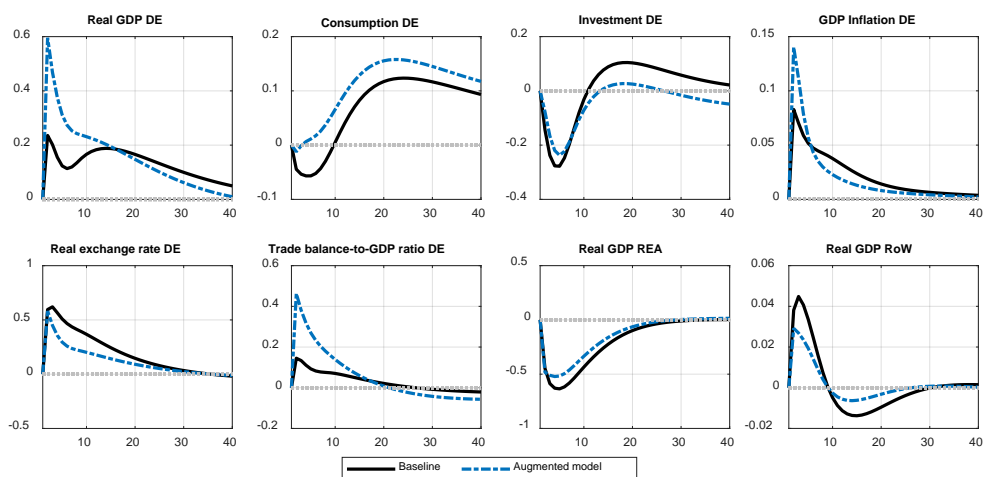 Real GDP DE
Consumption DE
Investment DE
GDP Inflation DE
0.6
0.4
0.2
0
10 20 30 40
0.2
0.1
0
-0.1
10 20 30 40
0.2
0
-0.2
-0.4
10 20 30 40
0.15
0.1
0.05
0
10 20 30 40
Real exchange rate DE
Trade balance-to-GDP ratio DE
Real GDP REA
Real GDP RoW
1
0.5
0
-0.5
10 20 30 40
0.6
0.4
0.2
0
-0.2
10 20 30 40
0.5
0
-0.5
-1
10 20 30 40
0.06
0.04
0.02
0
-0.02
10 20 30 40
Baseline Augmented model